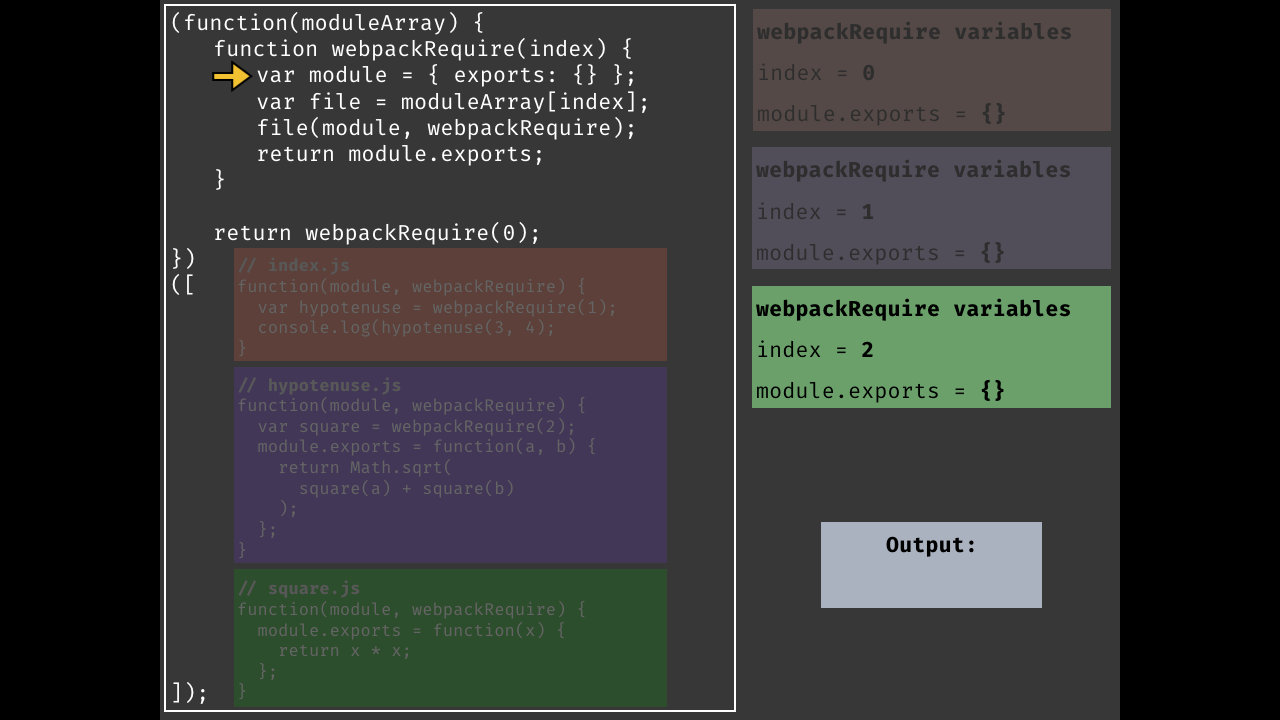 (function(moduleArray) {
    function webpackRequire(index) {
        var module = { exports: {} };
        var file = moduleArray[index];
        file(module, webpackRequire);
        return module.exports;
    }

    return webpackRequire(0);
})
([
// index.js
function(module, webpackRequire) {
  var hypotenuse = webpackRequire(1);
  console.log(hypotenuse(3, 4);
}
// hypotenuse.js
function(module, webpackRequire) {
  var square = webpackRequire(2);
  module.exports = function(a, b) {
    return Math.sqrt(
      square(a) + square(b)
    );
  };
}
// square.js
function(module, webpackRequire) {
  module.exports = function(x) {
    return x * x;
  };
}
]);
webpackRequire variables
index = 0
module.exports = {}
webpackRequire variables
index = 1
module.exports = {}
webpackRequire variables
index = 2
module.exports = {}
Output: